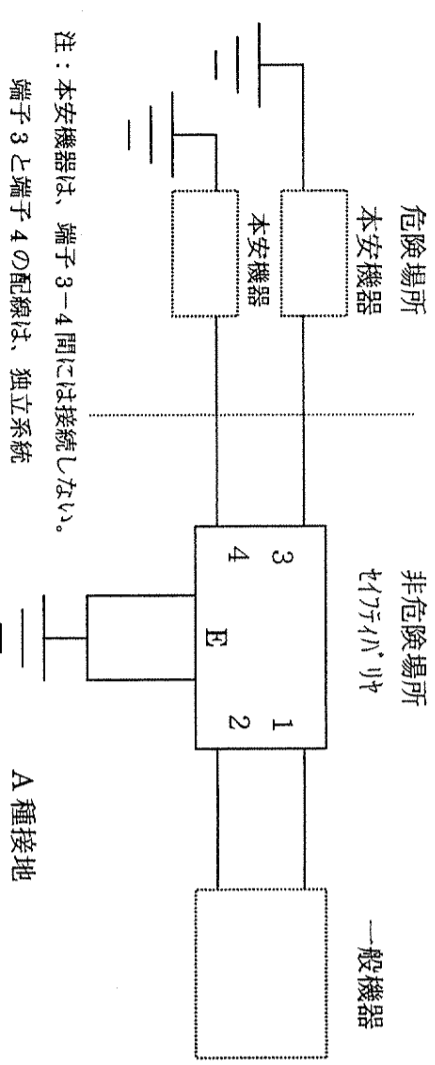 危険場所
本安機器
本安機器
非危険場所
セイフティバリヤ
一般機器
3
4
1
2
E
A種接地
注:本安機器は、端子3-4間には接続しない。
端子3と端子4の配線は、独立系統